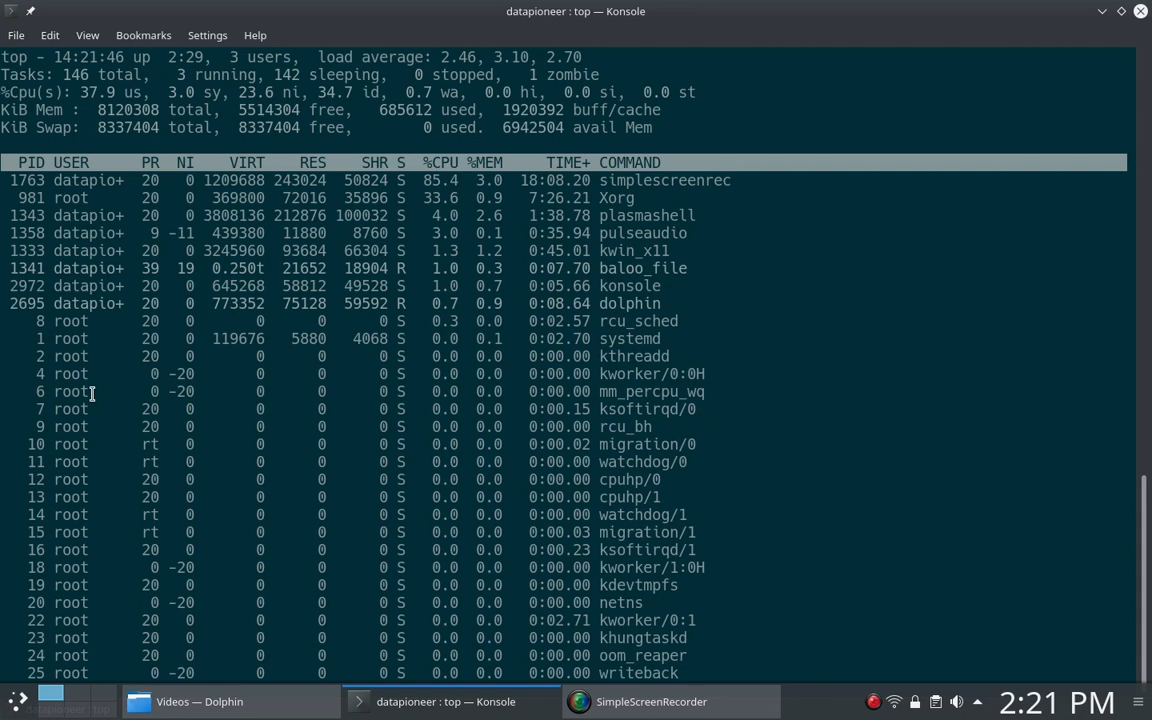 datapioneer : top — Konsole
File Edit View Bookmarks Settings Help
top - 14:21:46 up 2:29, 3 users, load average: 2.46, 3.10, 2.70
Tasks: 146 total, 3 running, 142 sleeping, 0 stopped, 1 zombie
%Cpu(s): 37.9 us, 3.0 sy, 23.6 ni, 34.7 id, 0.7 wa, 0.0 hi, 0.0 si, 0.0 st
KiB Mem : 8120308 total, 5514304 free, 685612 used, 1920392 buff/cache
KiB Swap: 8337404 total, 8337404 free, 0 used. 6942504 avail Mem
PID USER PR NI VIRT RES SHR S %CPU %MEM TIME+ COMMAND
1763 datapio+ 20 0 1209688 243024 50824 S 85.4 3.0 18:08.20 simplescreenrec
981 root 20 0 369800 72016 35896 S 33.6 0.9 7:26.21 Xorg
1343 datapio+ 20 0 3808136 212876 100032 S 4.0 2.6 1:38.78 plasmashell
1358 datapio+ 9 -11 439380 11880 8760 S 3.0 0.1 0:35.94 pulseaudio
1333 datapio+ 20 0 3245960 93684 66304 S 1.3 1.2 0:45.01 kwin_x11
1341 datapio+ 39 19 0.250t 21652 18904 R 1.0 0.3 0:07.70 baloo_file
2972 datapio+ 20 0 645268 58812 49528 S 1.0 0.7 0:05.66 konsole
2695 datapio+ 20 0 773352 75128 59592 R 0.7 0.9 0:08.64 dolphin
8 root 20 0 0 0 0 S 0.3 0.0 0:02.57 rcu_sched
1 root 20 0 119676 5880 4068 S 0.0 0.1 0:02.70 systemd
2 root 20 0 0 0 0 S 0.0 0.0 0:00.00 kthreadd
4 root 0 -20 0 0 0 S 0.0 0.0 0:00.00 kworker/0:0H
6 root 0 -20 0 0 0 S 0.0 0.0 0:00.00 mm_percpu_wq
7 root 20 0 0 0 0 S 0.0 0.0 0:00.15 ksoftirqd/0
9 root 20 0 0 0 0 S 0.0 0.0 0:00.00 rcu_bh
10 root rt 0 0 0 0 S 0.0 0.0 0:00.02 migration/0
11 root rt 0 0 0 0 S 0.0 0.0 0:00.00 watchdog/0
12 root 20 0 0 0 0 S 0.0 0.0 0:00.00 cpuhp/0
13 root 20 0 0 0 0 S 0.0 0.0 0:00.00 cpuhp/1
14 root rt 0 0 0 0 S 0.0 0.0 0:00.00 watchdog/1
15 root rt 0 0 0 0 S 0.0 0.0 0:00.03 migration/1
16 root 20 0 0 0 0 S 0.0 0.0 0:00.23 ksoftirqd/1
18 root 0 -20 0 0 0 S 0.0 0.0 0:00.00 kworker/1:0H
19 root 20 0 0 0 0 S 0.0 0.0 0:00.00 kdevtmpfs
20 root 0 -20 0 0 0 S 0.0 0.0 0:00.00 netns
22 root 20 0 0 0 0 S 0.0 0.0 0:02.71 kworker/0:1
23 root 20 0 0 0 0 S 0.0 0.0 0:00.00 khungtaskd
24 root 20 0 0 0 0 S 0.0 0.0 0:00.00 oom_reaper
25 root 0 -20 0 0 0 S 0.0 0.0 0:00.00 writeback
Videos — Dolphin datapioneer : top — Konsole SimpleScreenRecorder 2:21 PM